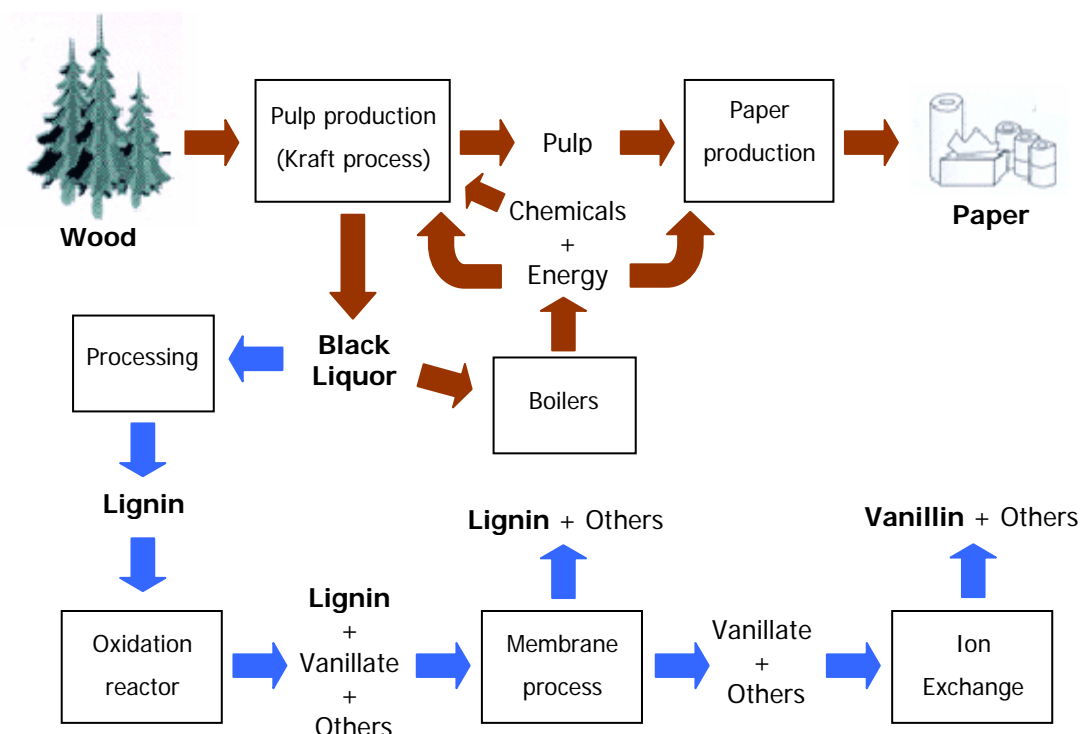 Pulp production
(Kraft process)
Pulp
Paper
production
Wood
Chemicals
+
Energy
Paper
Processing
Black
Liquor
Boilers
Lignin
Lignin + Others
Vanillin + Others
Oxidation
reactor
Lignin
+
Vanillate
+
Others
Membrane
process
Vanillate
+
Others
Ion
Exchange